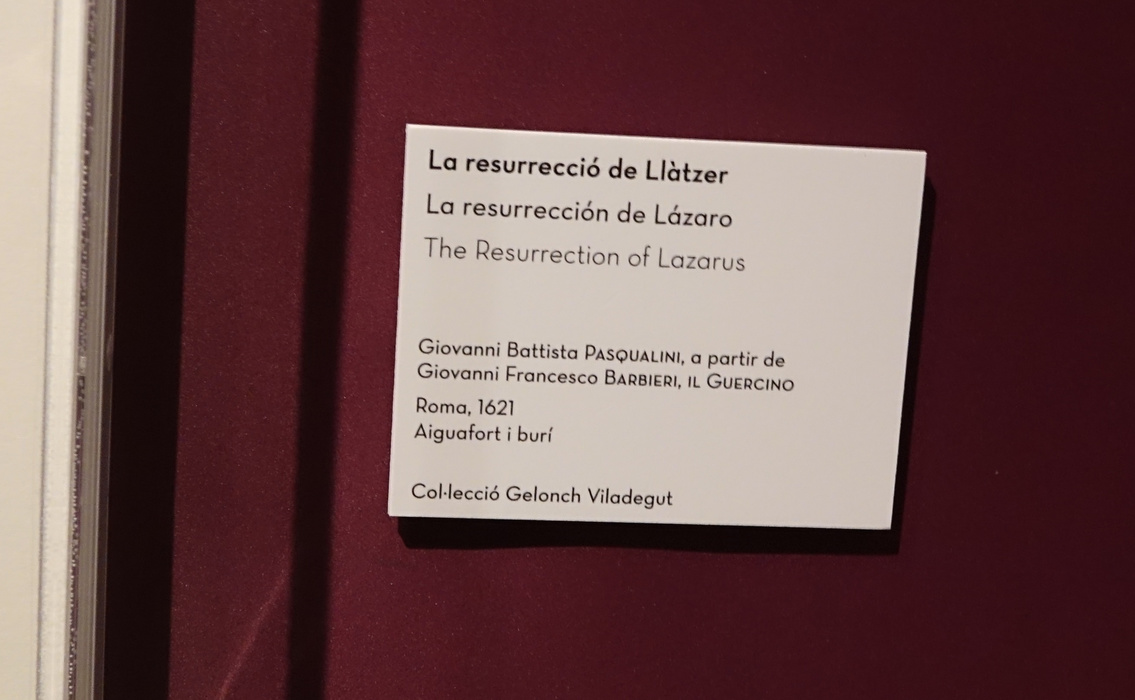 La resurrecció de Llàtzer
La resurrección de Lázaro
The Resurrection of Lazarus
Giovanni Battista PASQUALINI, a partir de
Giovanni Francesco BARBIERI, IL GUERCINO
Roma, 1621
Aiguafort i burí
Col·lecció Gelonch Viladegut